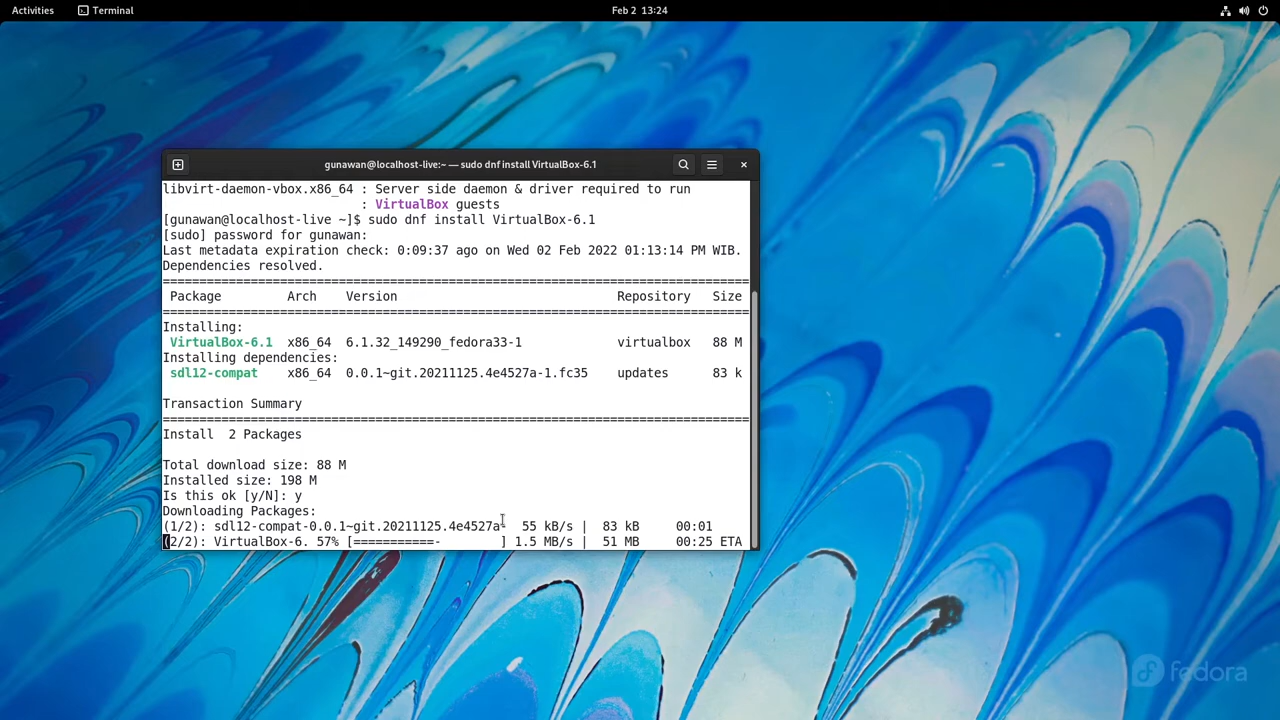 Activities Terminal Feb 2 13:24
gunawan@localhost-live:~ — sudo dnf install VirtualBox-6.1
libvirt-daemon-vbox.x86_64 : Server side daemon & driver required to run
: VirtualBox guests
[gunawan@localhost-live ~]$ sudo dnf install VirtualBox-6.1
[sudo] password for gunawan:
Last metadata expiration check: 0:09:37 ago on Wed 02 Feb 2022 01:13:14 PM WIB.
Dependencies resolved.
================================================================================
Package Arch Version Repository Size
================================================================================
Installing:
VirtualBox-6.1 x86_64 6.1.32_149290_fedora33-1 virtualbox 88 M
Installing dependencies:
sdl12-compat x86_64 0.0.1~git.20211125.4e4527a-1.fc35 updates 83 k
Transaction Summary
================================================================================
Install 2 Packages
Total download size: 88 M
Installed size: 198 M
Is this ok [y/N]: y
Downloading Packages:
(1/2): sdl12-compat-0.0.1~git.20211125.4e4527a- 55 kB/s | 83 kB 00:01
(2/2): VirtualBox-6. 57% [===========- ] 1.5 MB/s | 51 MB 00:25 ETA
fedora